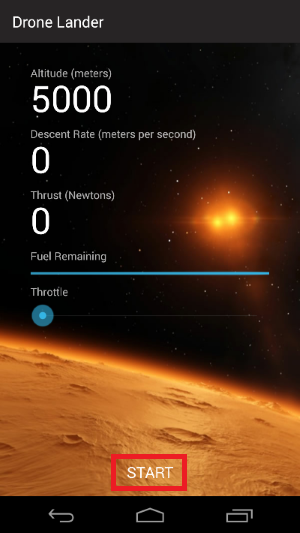 Drone Lander
Altitude (meters)
5000
Descent Rate (meters per second)
0
Thrust (Newtons)
0
Fuel Remaining
Throttle
START